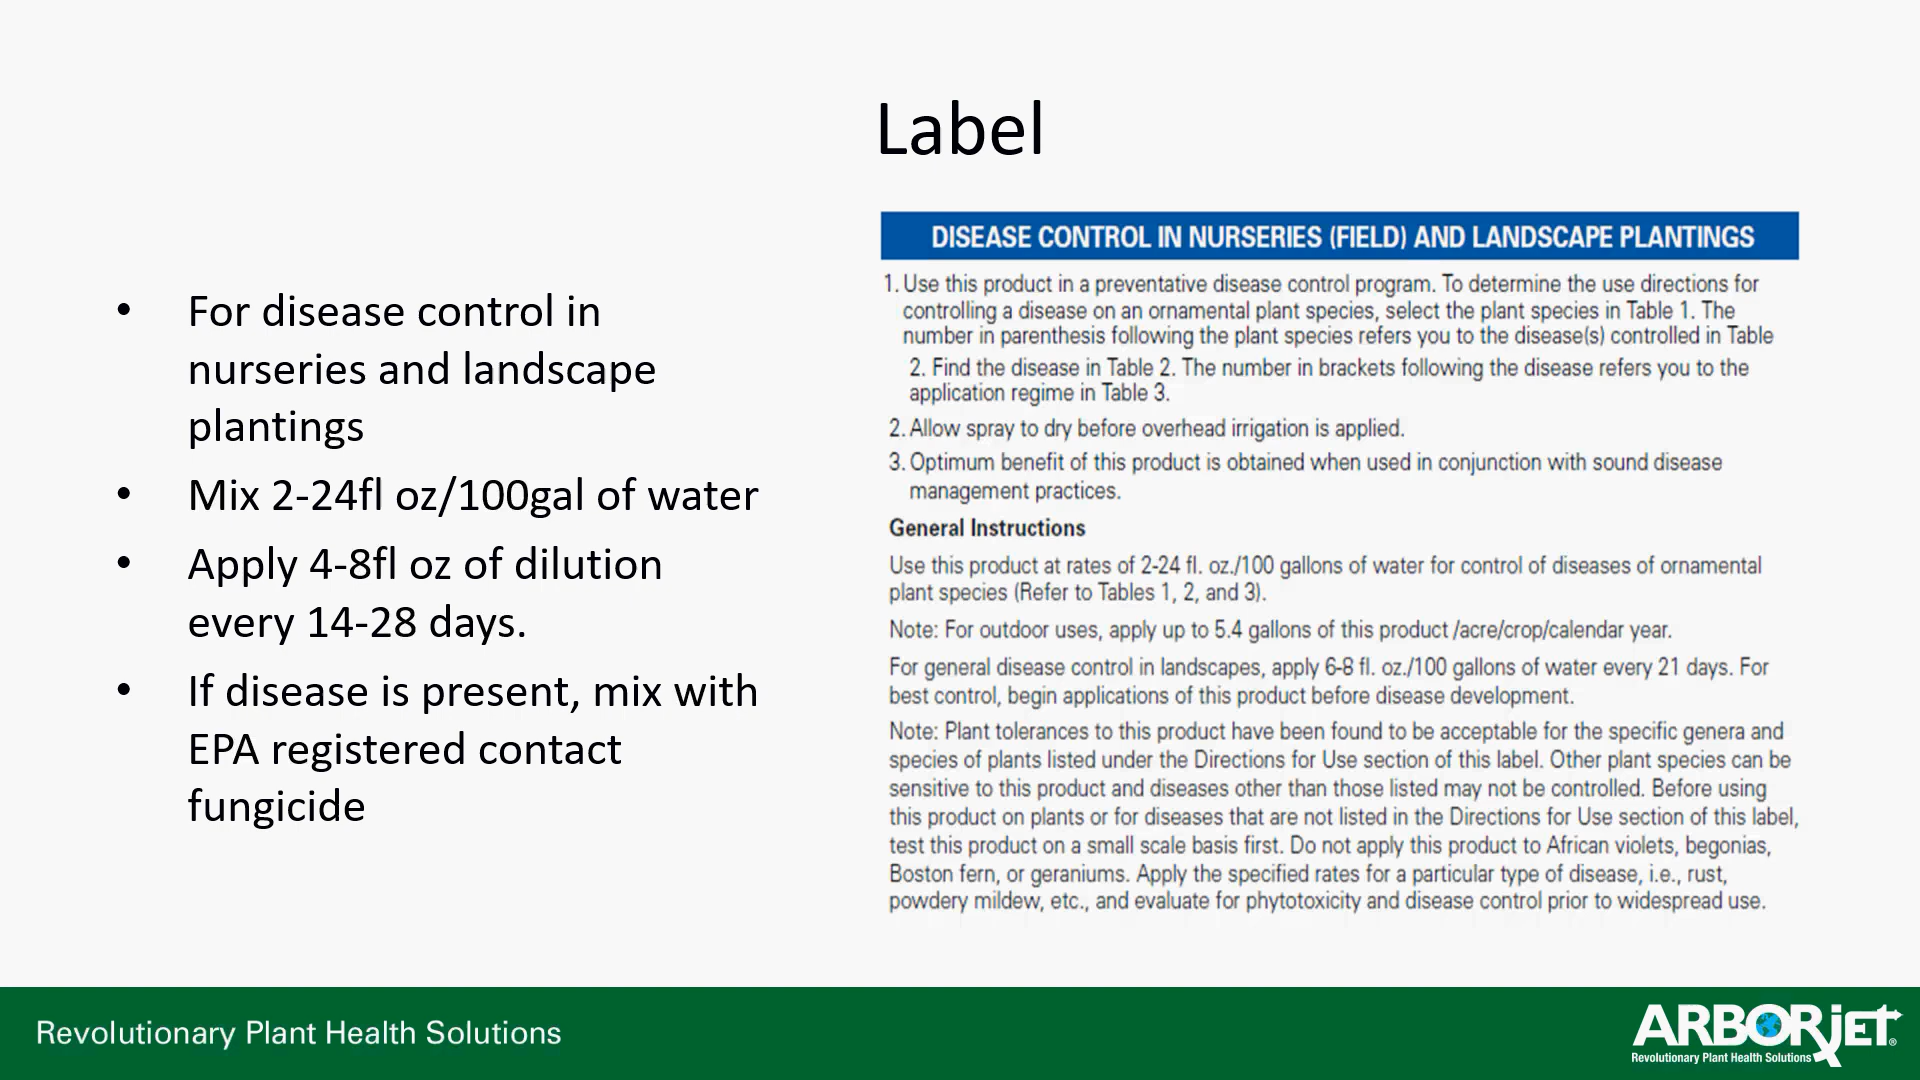 Label
• For disease control in
nurseries and landscape
plantings
• Mix 2-24fl oz/100gal of water
• Apply 4-8fl oz of dilution
every 14-28 days.
• If disease is present, mix with
EPA registered contact
fungicide
DISEASE CONTROL IN NURSERIES (FIELD) AND LANDSCAPE PLANTINGS
1. Use this product in a preventative disease control program. To determine the use directions for
controlling a disease on an ornamental plant species, select the plant species in Table 1. The
number in parenthesis following the plant species refers you to the disease(s) controlled in Table
2. Find the disease in Table 2. The number in brackets following the disease refers you to the
application regime in Table 3.
2. Allow spray to dry before overhead irrigation is applied.
3. Optimum benefit of this product is obtained when used in conjunction with sound disease
management practices.
General Instructions
Use this product at rates of 2-24 fl. oz./100 gallons of water for control of diseases of ornamental
plant species (Refer to Tables 1, 2, and 3).
Note: For outdoor uses, apply up to 5.4 gallons of this product /acre/crop/calendar year.
For general disease control in landscapes, apply 6-8 fl. oz./100 gallons of water every 21 days. For
best control, begin applications of this product before disease development.
Note: Plant tolerances to this product have been found to be acceptable for the specific genera and
species of plants listed under the Directions for Use section of this label. Other plant species can be
sensitive to this product and diseases other than those listed may not be controlled. Before using
this product on plants or for diseases that are not listed in the Directions for Use section of this label,
test this product on a small scale basis first. Do not apply this product to African violets, begonias,
Boston fern, or geraniums. Apply the specified rates for a particular type of disease, i.e., rust,
powdery mildew, etc., and evaluate for phytotoxicity and disease control prior to widespread use.
Revolutionary Plant Health Solutions
ARBORjET®
Revolutionary Plant Health Solutions